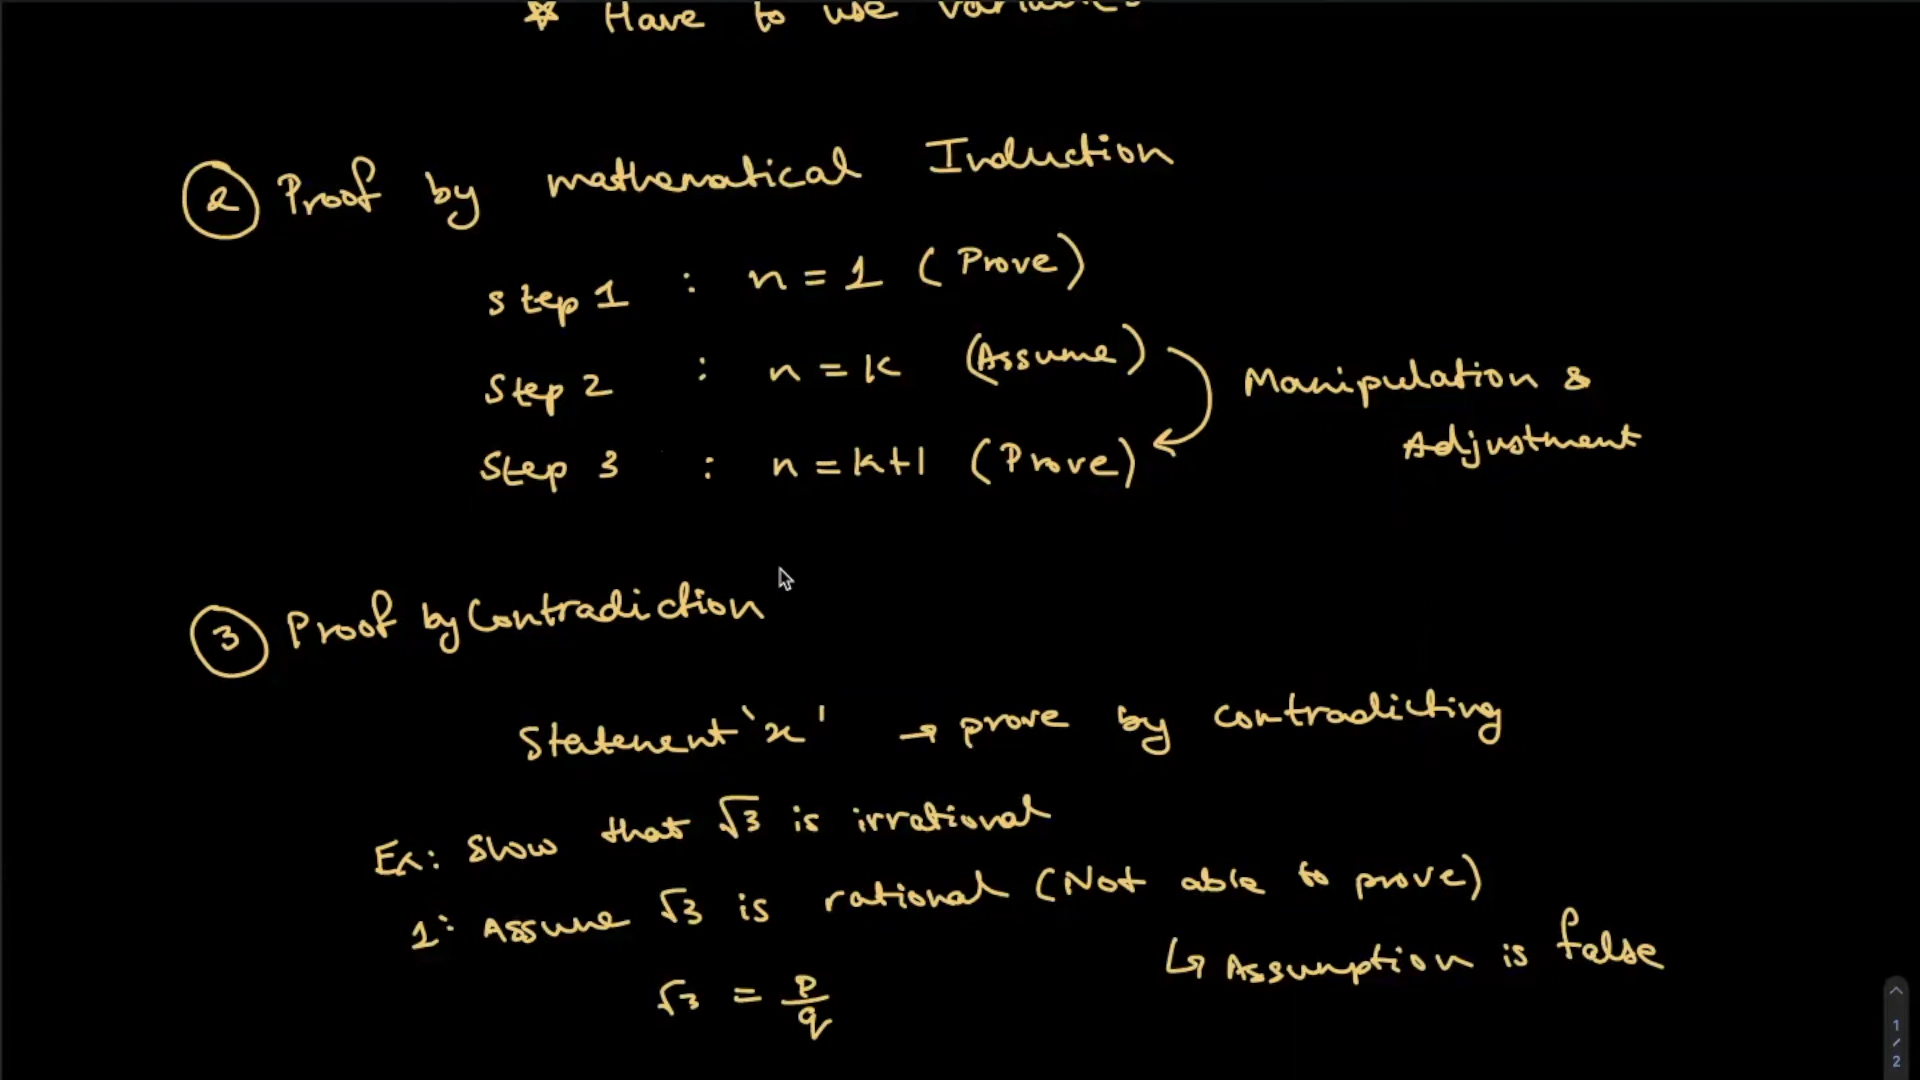 ☆ Have to use
② Proof by mathematical Induction
Step 1 : n = 1 (Prove)
Step 2 : n = k (Assume)
Manipulation &
Adjustment
Step 3 : n = k+1 (Prove)
③ Proof by Contradiction
Statement 'x' → prove by contradicting
Ex: Show that √3 is irrational
1: Assume √3 is rational (Not able to prove)
↳ Assumption is false
√3 = p/q
1/2